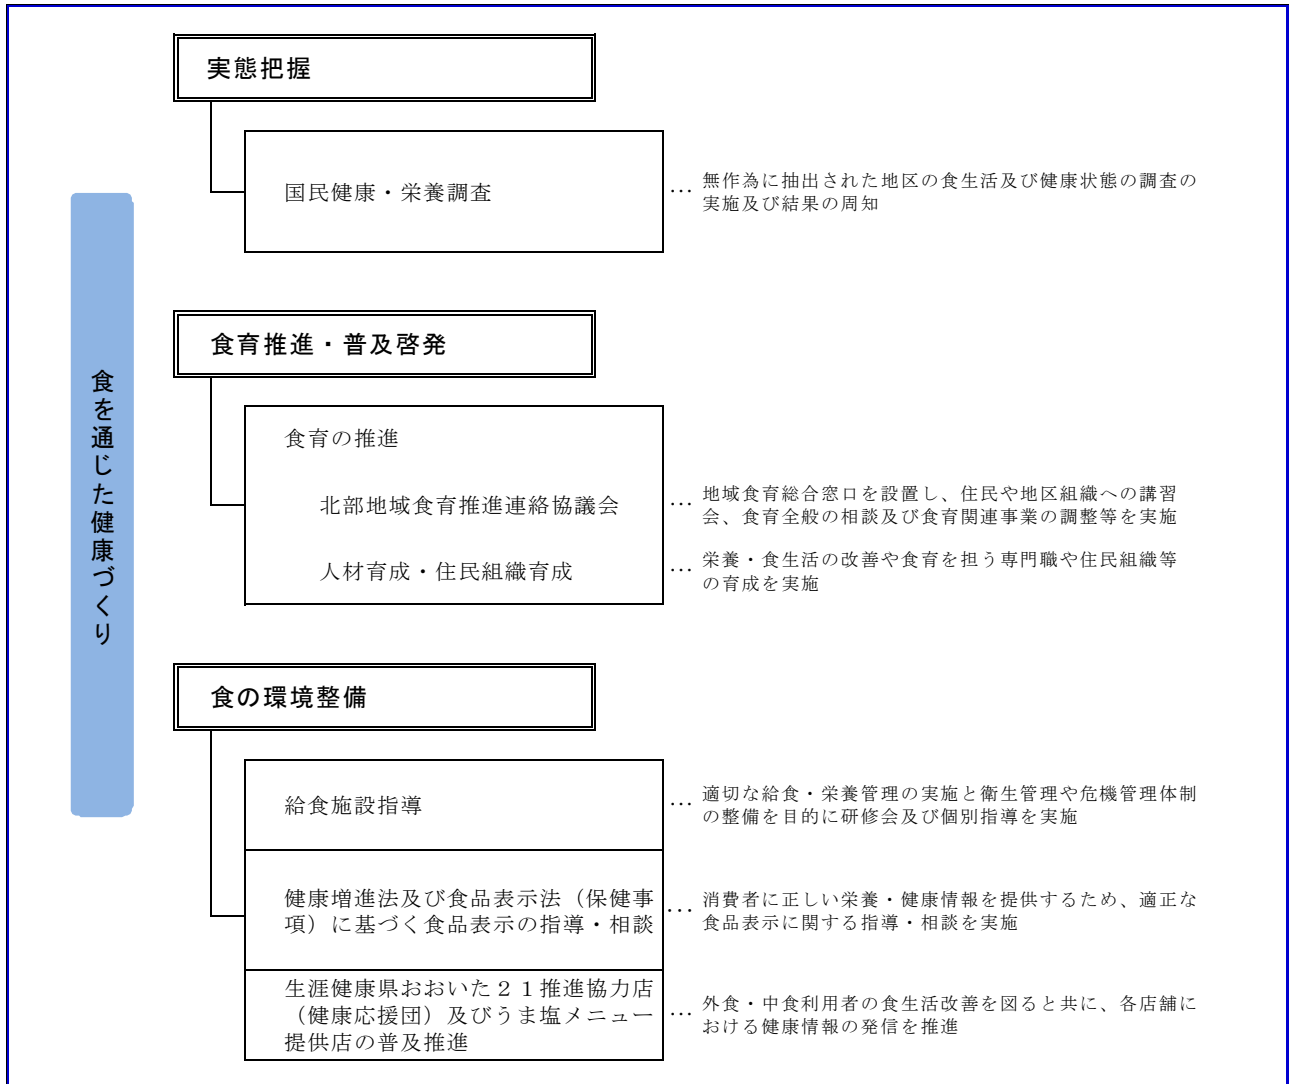 食を通じた健康づくり
実態把握
国民健康・栄養調査
… 無作為に抽出された地区の食生活及び健康状態の調査の
実施及び結果の周知
食育推進・普及啓発
食育の推進
北部地域食育推進連絡協議会
… 地域食育総合窓口を設置し、住民や地区組織への講習
会、食育全般の相談及び食育関連事業の調整等を実施
人材育成・住民組織育成
… 栄養・食生活の改善や食育を担う専門職や住民組織等
の育成を実施
食の環境整備
給食施設指導
… 適切な給食・栄養管理の実施と衛生管理や危機管理体制
の整備を目的に研修会及び個別指導を実施
健康増進法及び食品表示法（保健事
項）に基づく食品表示の指導・相談
… 消費者に正しい栄養・健康情報を提供するため、適正な
食品表示に関する指導・相談を実施
生涯健康県おおいた２１推進協力店
（健康応援団）及びうま塩メニュー
提供店の普及推進
… 外食・中食利用者の食生活改善を図ると共に、各店舗に
おける健康情報の発信を推進